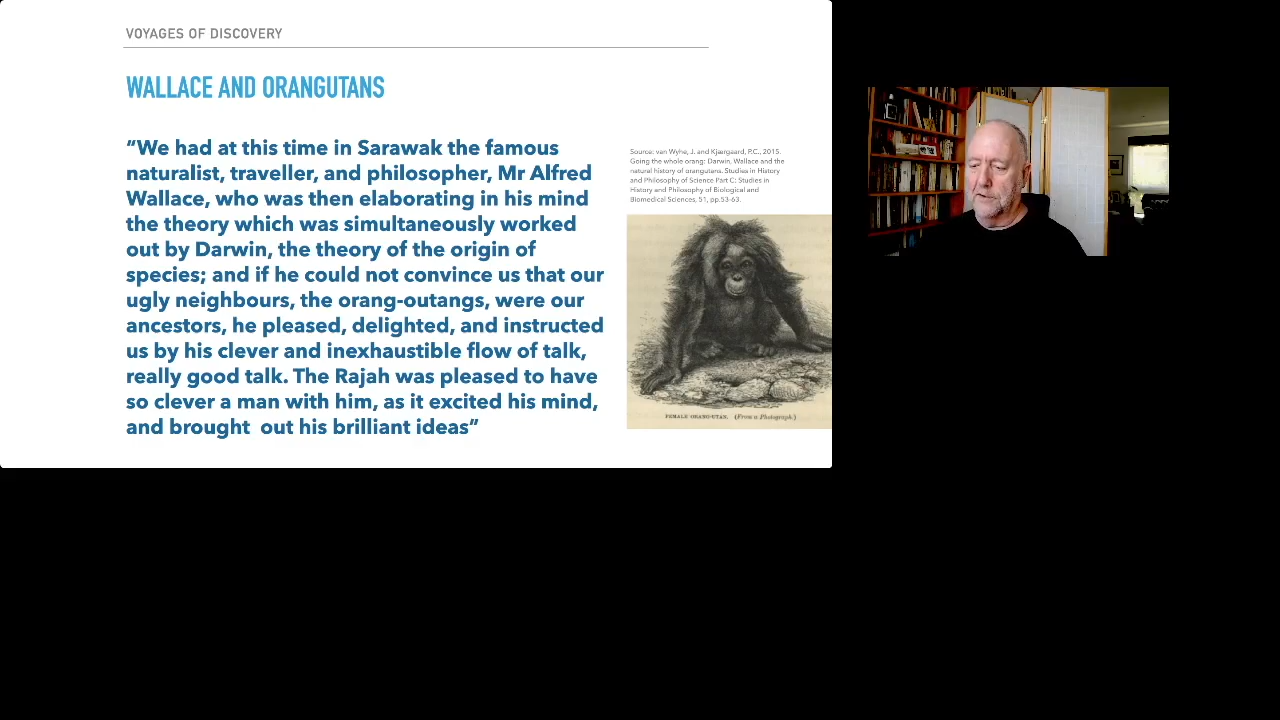 VOYAGES OF DISCOVERY
WALLACE AND ORANGUTANS
“We had at this time in Sarawak the famous
naturalist, traveller, and philosopher, Mr Alfred
Wallace, who was then elaborating in his mind
the theory which was simultaneously worked
out by Darwin, the theory of the origin of
species; and if he could not convince us that our
ugly neighbours, the orang-outangs, were our
ancestors, he pleased, delighted, and instructed
us by his clever and inexhaustible flow of talk,
really good talk. The Rajah was pleased to have
so clever a man with him, as it excited his mind,
and brought  out his brilliant ideas”
Source: van Wyhe, J. and Kjærgaard, P.C., 2015.
Going the whole orang: Darwin, Wallace and the
natural history of orangutans. Studies in History
and Philosophy of Science Part C: Studies in
History and Philosophy of Biological and
Biomedical Sciences, 51, pp.53-63.
FEMALE ORANG-UTAN. (From a Photograph.)